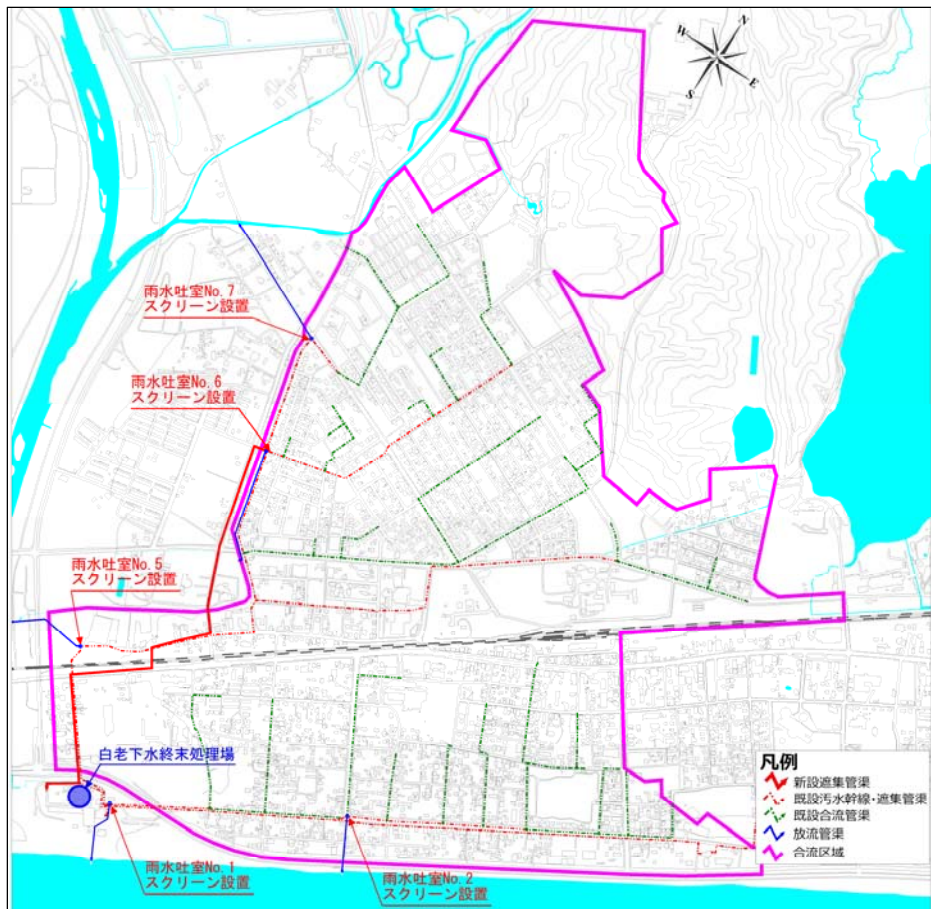 N
W
E
S
雨水吐室No.7
スクリーン設置
雨水吐室No.6
スクリーン設置
雨水吐室No.5
スクリーン設置
白老下水終末処理場
雨水吐室No.1
スクリーン設置
雨水吐室No.2
スクリーン設置
凡例
新設遮集管渠
既設汚水幹線・遮集管渠
既設合流管渠
放流管渠
合流区域